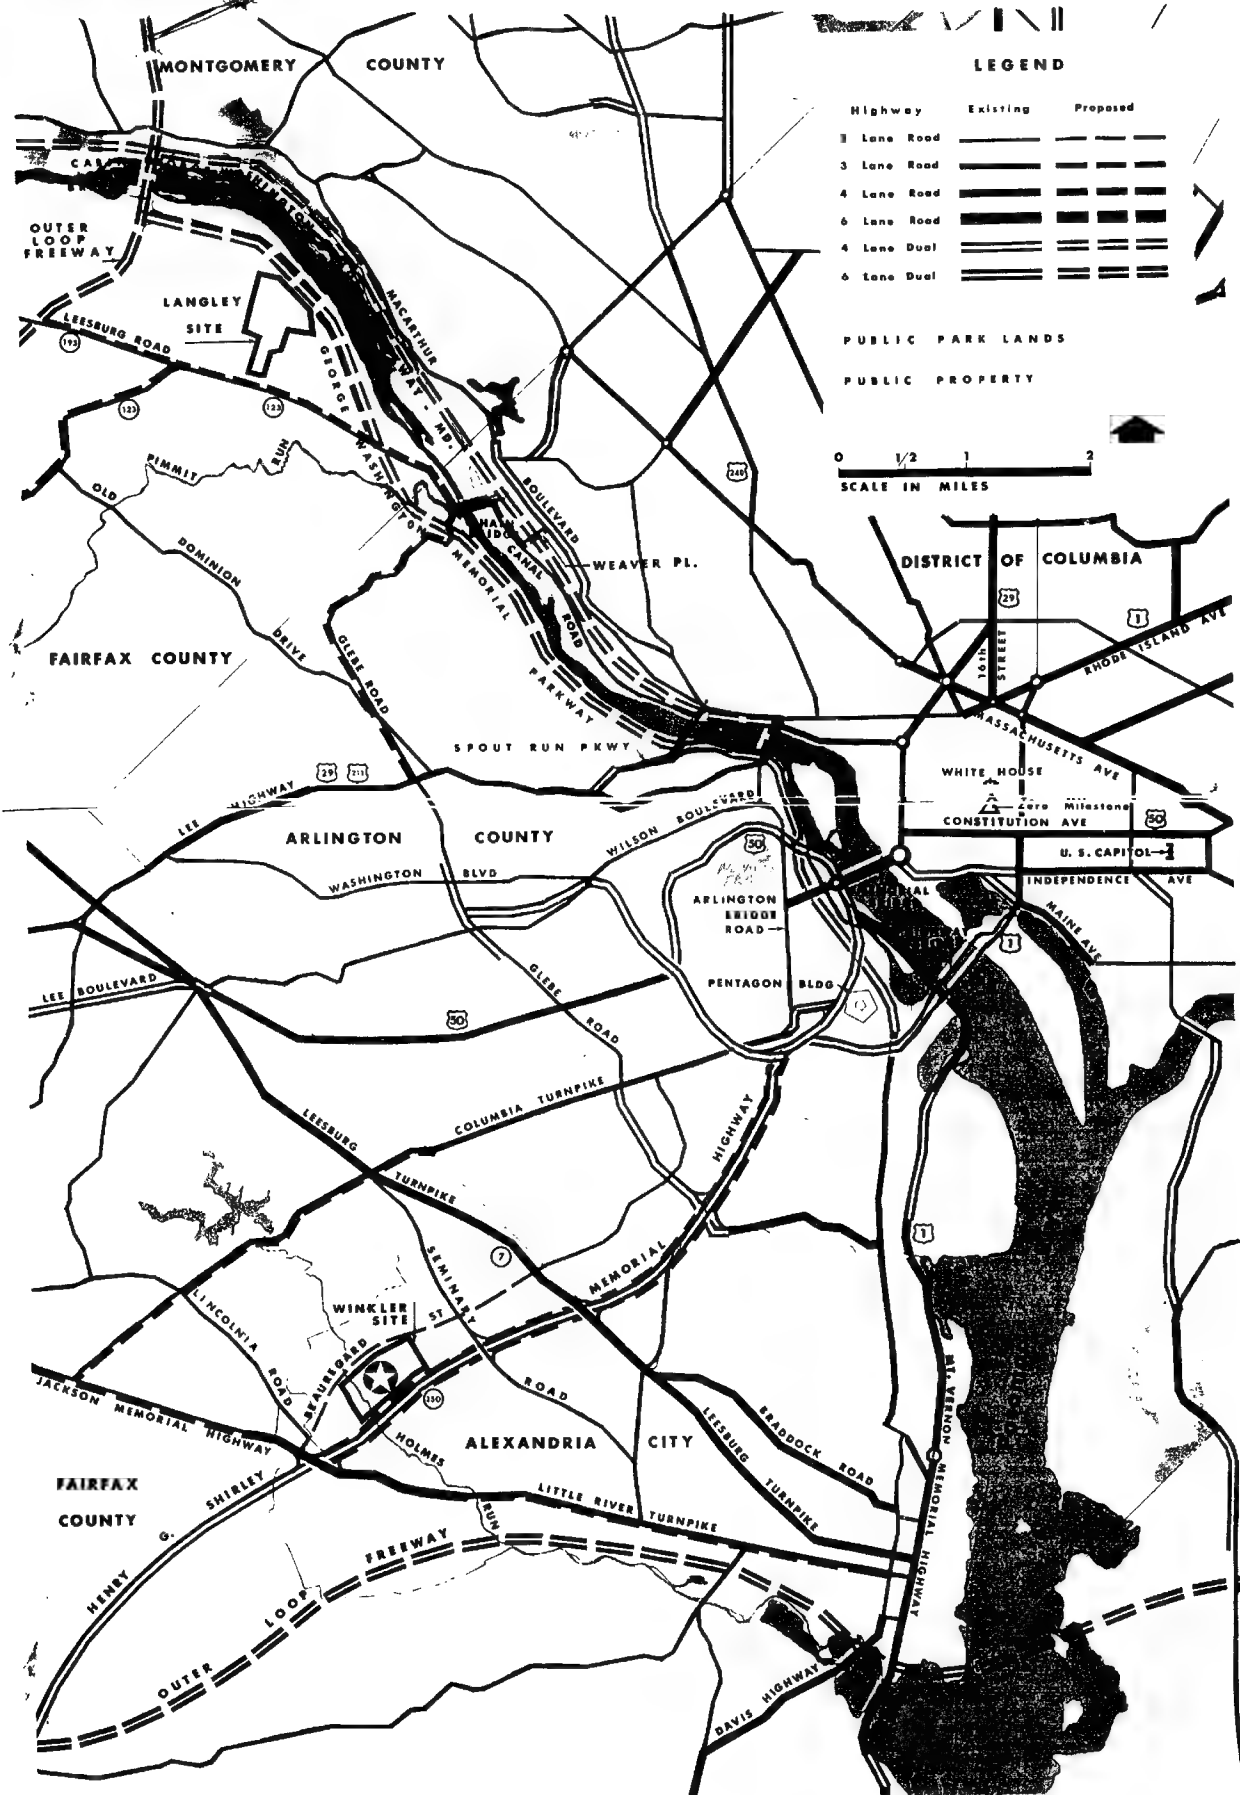 MONTGOMERY COUNTY
LEGEND
Highway Existing Proposed
Lane Road
3 Lane Road
4 Lane Road
6 Lane Road
4 Lane Dual
6 Lane Dual
PUBLIC PARK LANDS
PUBLIC PROPERTY
0 1/2 1 2
SCALE IN MILES
OUTER
LOOP
FREEWAY
LANGLEY
SITE
LEESBURG ROAD
193
123
123
MACARTHUR
BOULEVARD
GEORGE
WASHINGTON
MEMORIAL
PARKWAY
WAY MD.
PIMMIT RUN
OLD
DOMINION
DRIVE
CANAL
ROAD
WEAVER PL.
240
DISTRICT OF COLUMBIA
29
1
16th
STREET
RHODE ISLAND AVE
MASSACHUSETTS AVE
FAIRFAX COUNTY
GLEBE ROAD
SPOUT RUN PKWY
29 211
LEE HIGHWAY
WHITE HOUSE
Zero Milestone
CONSTITUTION AVE
50
U. S. CAPITOL
INDEPENDENCE AVE
MAINE AVE
1
ARLINGTON COUNTY
WILSON BOULEVARD
50
WASHINGTON BLVD
ARLINGTON
BRIDGE
ROAD
PENTAGON BLDG
LEE BOULEVARD
50
GLEBE
ROAD
COLUMBIA TURNPIKE
LEESBURG
TURNPIKE
7
HIGHWAY
MEMORIAL
1
SEMINARY
ROAD
WINKLER
SITE
ST
BEAUREGARD
LINCOLNIA
ROAD
350
JACKSON MEMORIAL HIGHWAY
HOLMES
RUN
ALEXANDRIA CITY
LEESBURG
TURNPIKE
BRADDOCK
ROAD
MT. VERNON
MEMORIAL HIGHWAY
FAIRFAX
COUNTY
HENRY G. SHIRLEY
LITTLE RIVER TURNPIKE
OUTER LOOP FREEWAY
DAVIS HIGHWAY